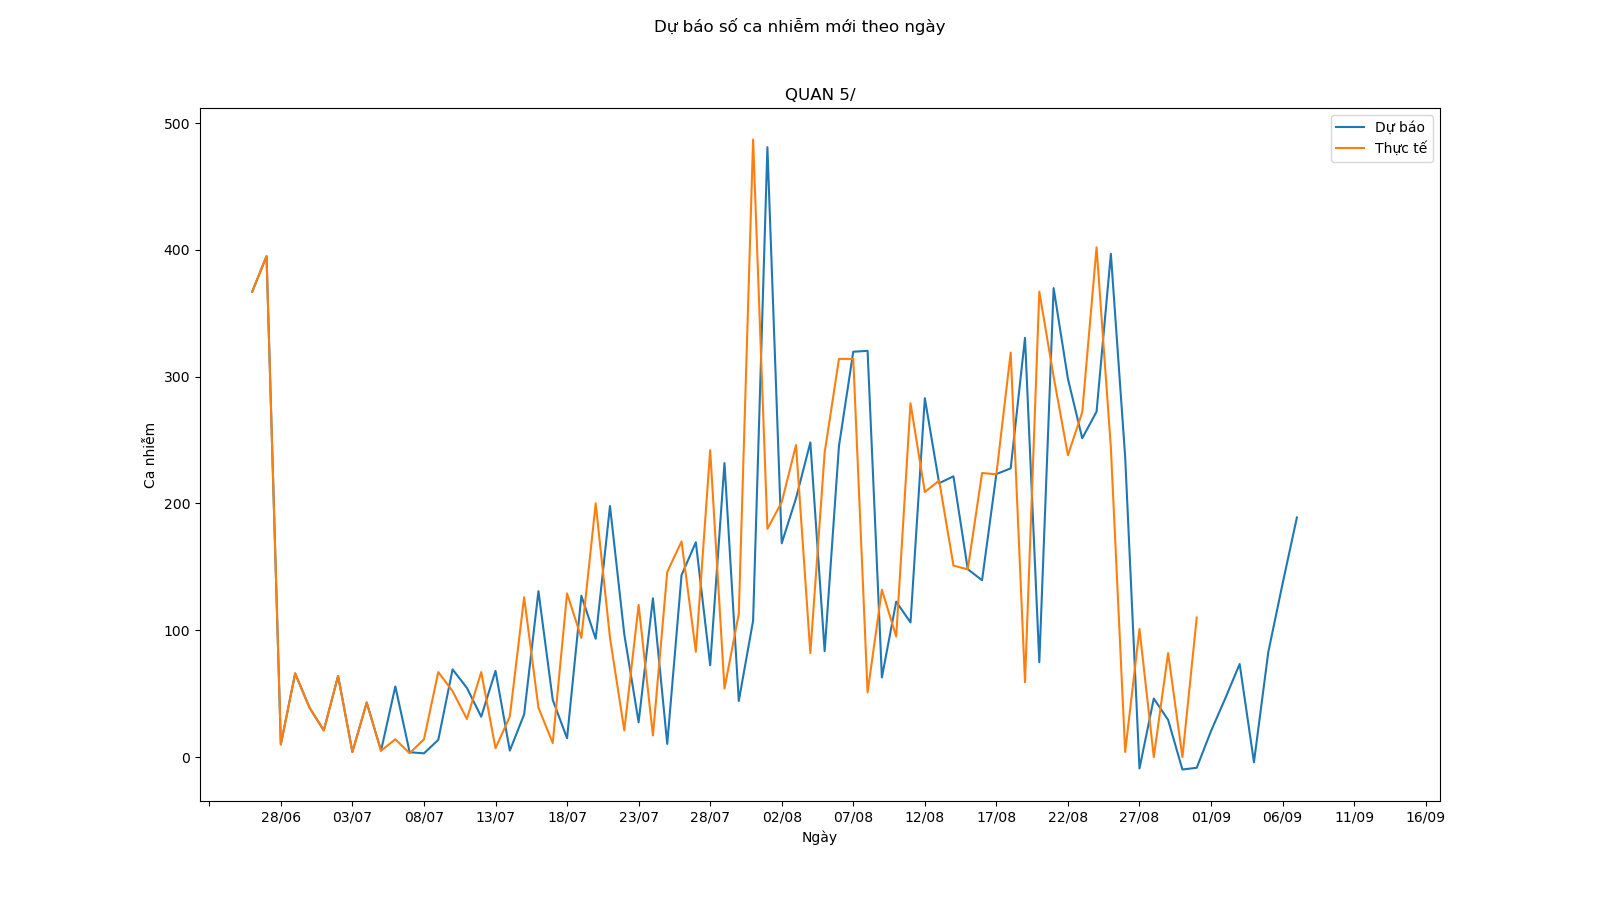 Dự báo số ca nhiễm mới theo ngày
QUAN 5/
Dự báo
Thực tế
500
400
300
200
100
0
Ca nhiễm
28/06 03/07 08/07 13/07 18/07 23/07 28/07 02/08 07/08 12/08 17/08 22/08 27/08 01/09 06/09 11/09 16/09
Ngày